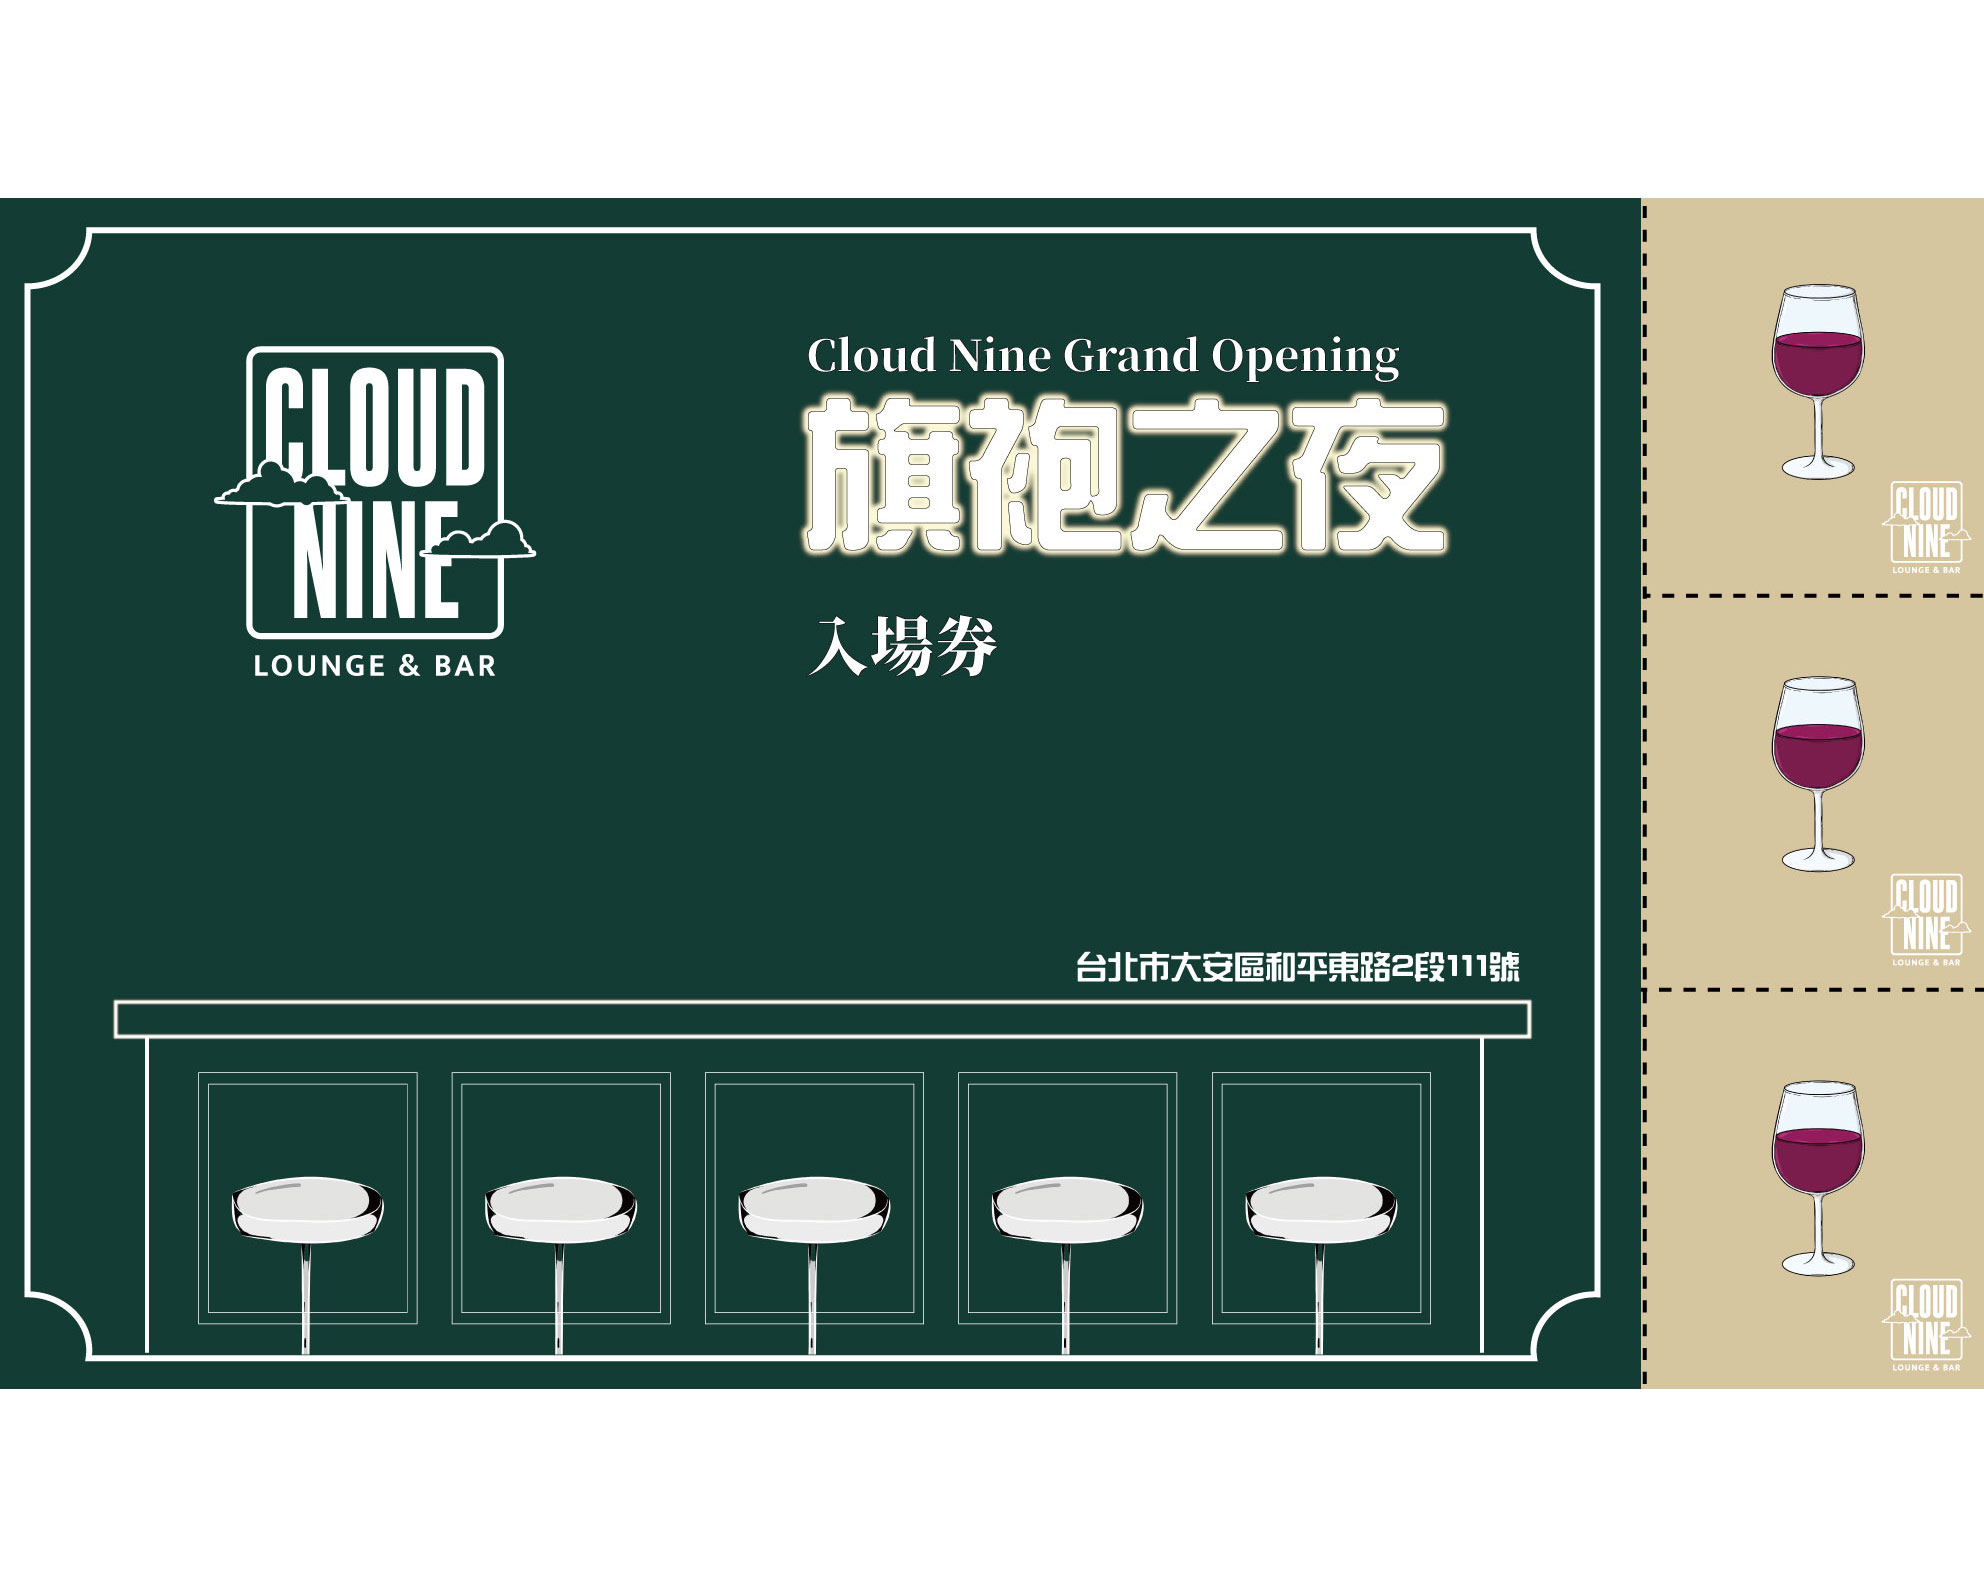 CLOUD
NINE
LOUNGE & BAR
Cloud Nine Grand Opening
旗袍之夜
入場券
台北市大安區和平東路2段111號
CLOUD
NINE
LOUNGE & BAR
CLOUD
NINE
LOUNGE & BAR
CLOUD
NINE
LOUNGE & BAR